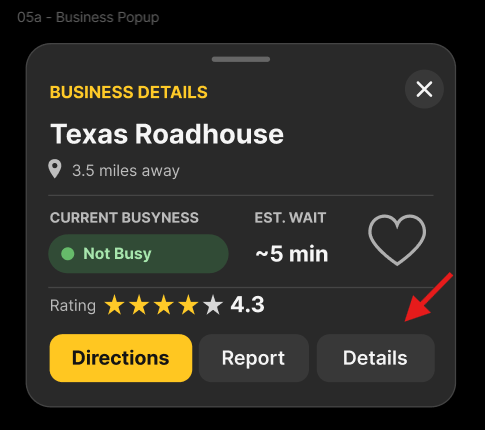 05a - Business Popup
BUSINESS DETAILS
Texas Roadhouse
3.5 miles away
CURRENT BUSYNESS
EST. WAIT
Not Busy
~5 min
Rating
4.3
Directions
Report
Details